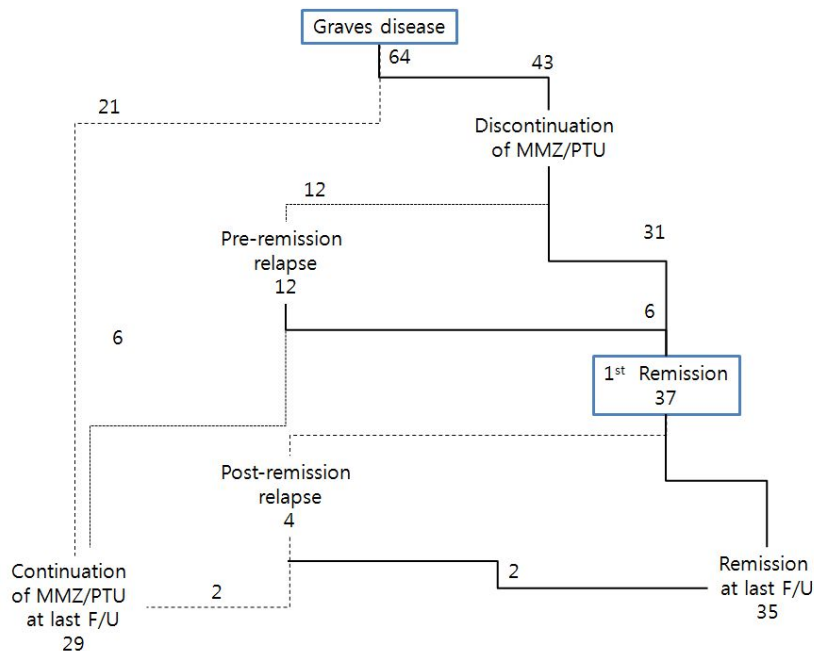 Graves disease
64
43
21
Discontinuation
of MMZ/PTU
12
Pre-remission
relapse
12
31
6
6
1st Remission
37
Post-remission
relapse
4
Continuation
of MMZ/PTU
at last F/U
29
2
2
Remission
at last F/U
35